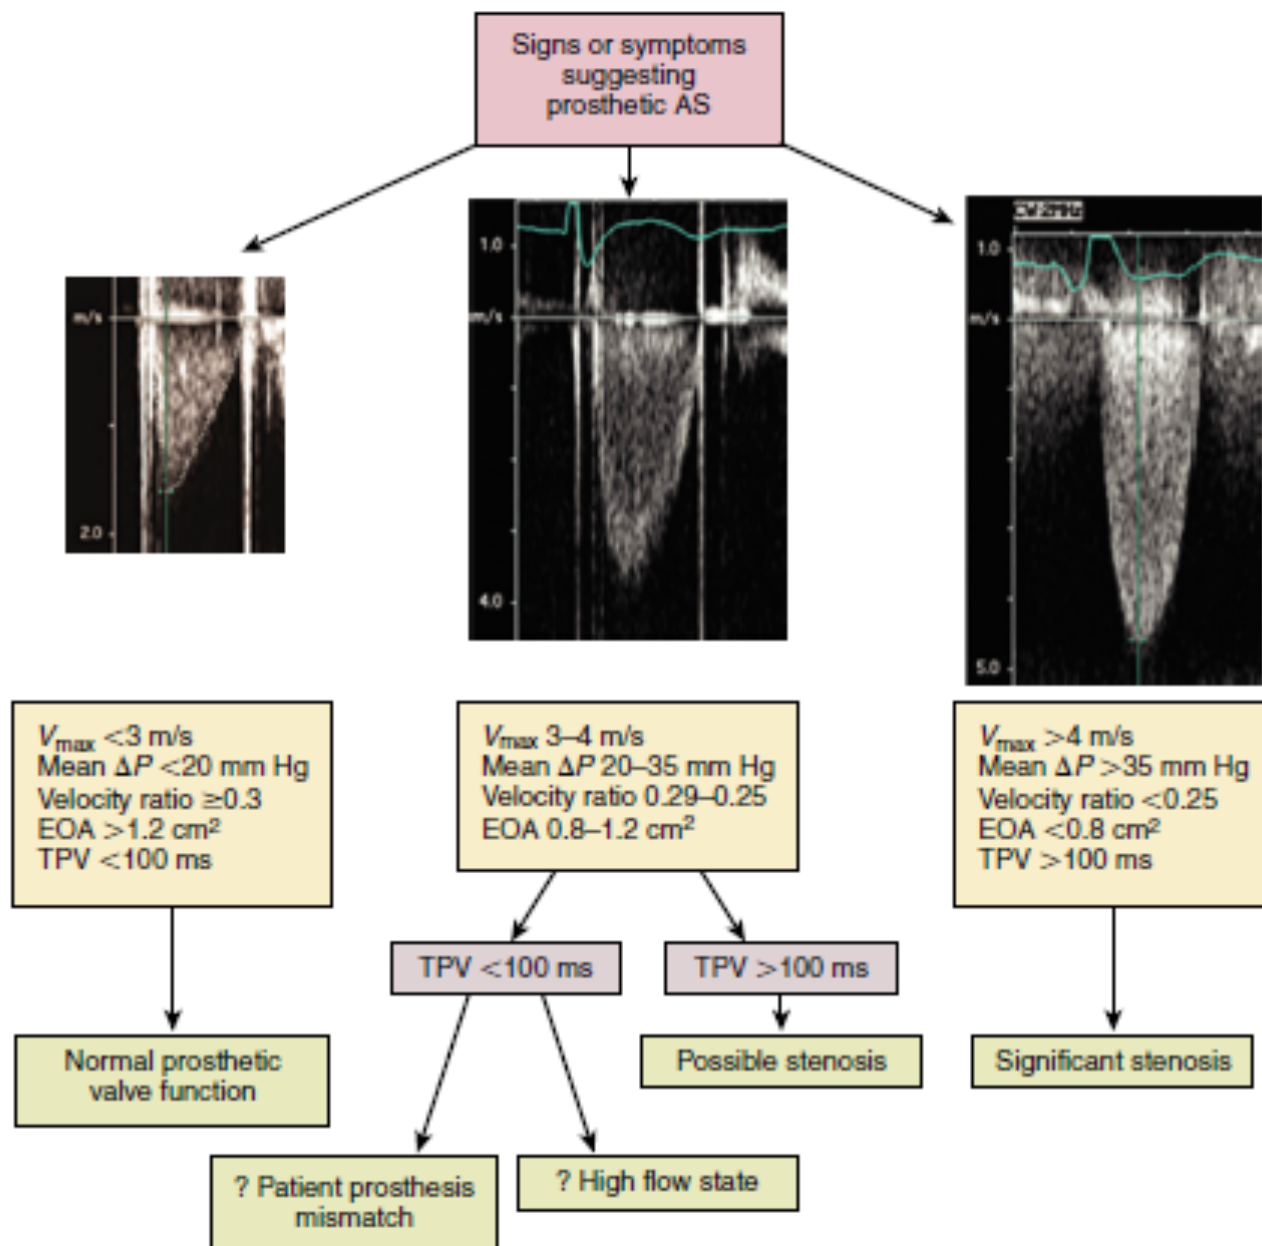 Signs or symptoms
suggesting
prosthetic AS
m/s
2.0
1.0
m/s
4.0
CW 2MHz
1.0
m/s
5.0
Vmax <3 m/s
Mean ΔP <20 mm Hg
Velocity ratio ≥0.3
EOA >1.2 cm²
TPV <100 ms
Vmax 3–4 m/s
Mean ΔP 20–35 mm Hg
Velocity ratio 0.29–0.25
EOA 0.8–1.2 cm²
Vmax >4 m/s
Mean ΔP >35 mm Hg
Velocity ratio <0.25
EOA <0.8 cm²
TPV >100 ms
TPV <100 ms
TPV >100 ms
Normal prosthetic
valve function
Possible stenosis
Significant stenosis
? Patient prosthesis
mismatch
? High flow state